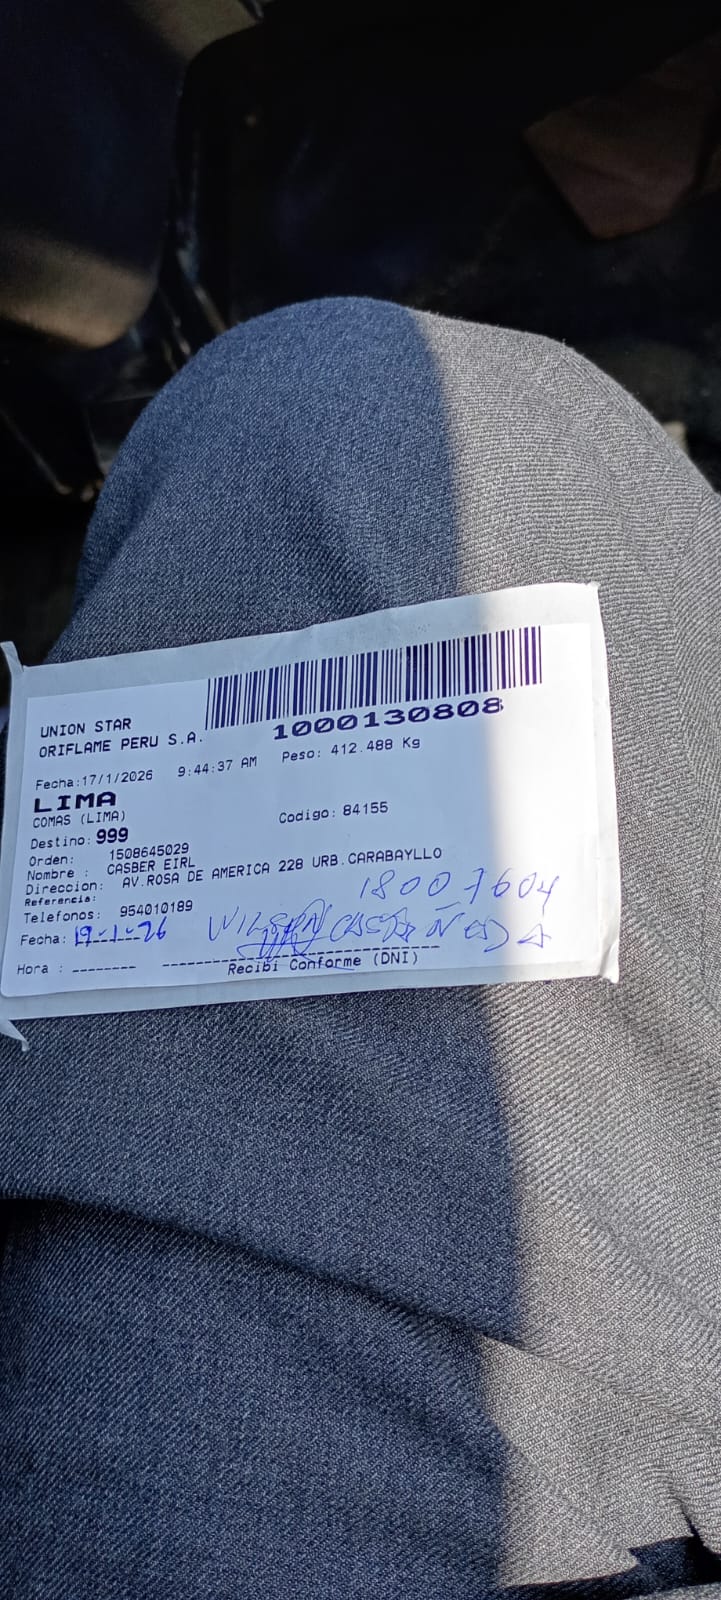 UNION STAR
ORIFLAME PERU S.A.
1000130808
Fecha:17/1/2026 9:44:37 AM Peso: 412.488 Kg
LIMA
COMAS (LIMA) Codigo: 84155
Destino: 999
Orden: 1508645029
Nombre : CASBER EIRL
Direccion: AV.ROSA DE AMERICA 228 URB.CARABAYLLO
Referencia: 18007604
Telefonos: 954010189
Fecha: 19-1-26 WILSON CASTAÑEDA
Hora :
Recibi Conforme (DNI)